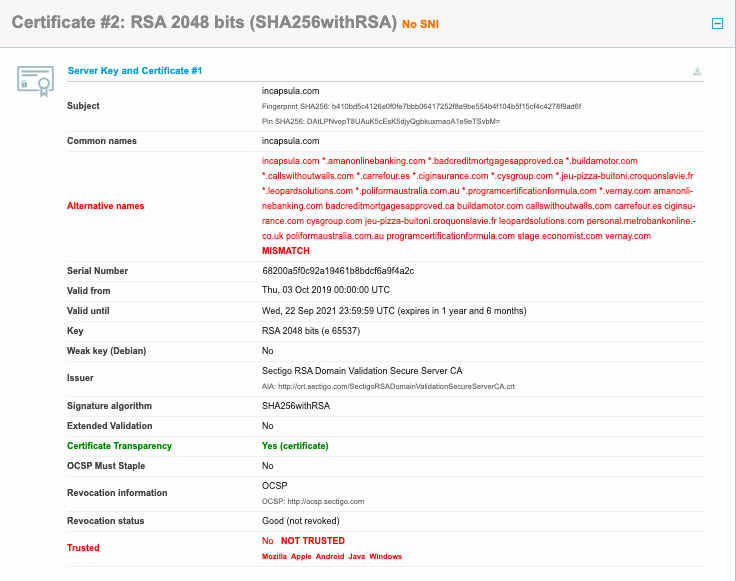 Certificate #2: RSA 2048 bits (SHA256withRSA) No SNI
Server Key and Certificate #1
Subject
incapsula.com
Fingerprint SHA256: b410bd5c4126e0f0fe7bbb06417252f8a9be554b4f104b5f15cf4c4278f9ad6f
Pin SHA256: DAtLPNvepT8UAuK5cEsK5djyQgbkuxmaoA1e9eTSvbM=
Common names
incapsula.com
Alternative names
incapsula.com *.amanonlinebanking.com *.badcreditmortgagesapproved.ca *.buildamotor.com
*.callswithoutwalls.com *.carrefour.es *.ciginsurance.com *.cysgroup.com *.jeu-pizza-buitoni.croquonslavie.fr
*.leopardsolutions.com *.poliformaustralia.com.au *.programcertificationformula.com *.vernay.com amanonli-
nebanking.com badcreditmortgagesapproved.ca buildamotor.com callswithoutwalls.com carrefour.es ciginsu-
rance.com cysgroup.com jeu-pizza-buitoni.croquonslavie.fr leopardsolutions.com personal.metrobankonline.-
co.uk poliformaustralia.com.au programcertificationformula.com stage.economist.com vernay.com
MISMATCH
Serial Number
68200a5f0c92a19461b8bdcf6a9f4a2c
Valid from
Thu, 03 Oct 2019 00:00:00 UTC
Valid until
Wed, 22 Sep 2021 23:59:59 UTC (expires in 1 year and 6 months)
Key
RSA 2048 bits (e 65537)
Weak key (Debian)
No
Issuer
Sectigo RSA Domain Validation Secure Server CA
AIA: http://crt.sectigo.com/SectigoRSADomainValidationSecureServerCA.crt
Signature algorithm
SHA256withRSA
Extended Validation
No
Certificate Transparency
Yes (certificate)
OCSP Must Staple
No
Revocation information
OCSP
OCSP: http://ocsp.sectigo.com
Revocation status
Good (not revoked)
Trusted
No NOT TRUSTED
Mozilla Apple Android Java Windows